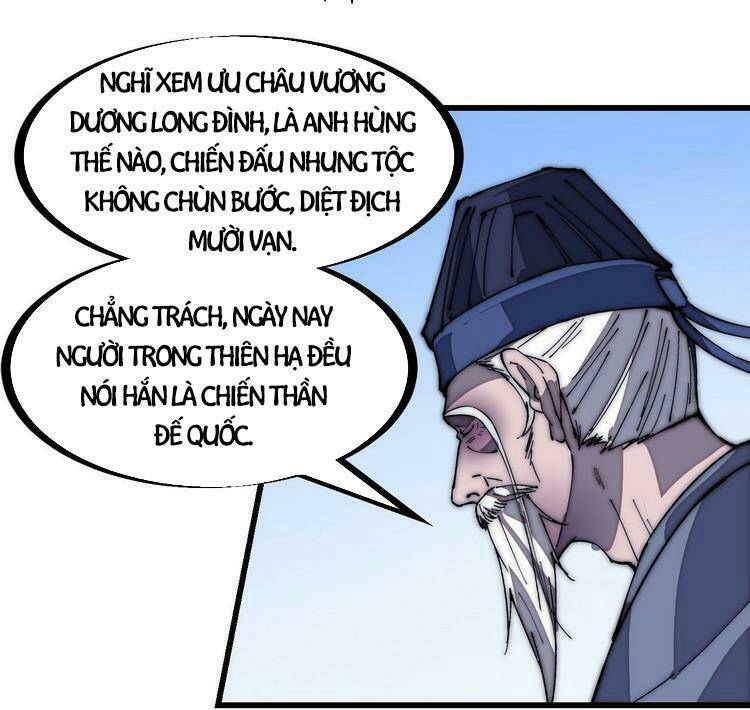 NGHĨ XEM ƯU CHÂU VƯƠNG
DƯƠNG LONG ĐÌNH, LÀ ANH HÙNG
THẾ NÀO, CHIẾN ĐẤU NHUNG TỘC
KHÔNG CHÙN BƯỚC, DIỆT ĐỊCH
MƯỜI VẠN.
CHẲNG TRÁCH, NGÀY NAY
NGƯỜI TRONG THIÊN HẠ ĐỀU
NÓI HẮN LÀ CHIẾN THẦN
ĐẾ QUỐC.